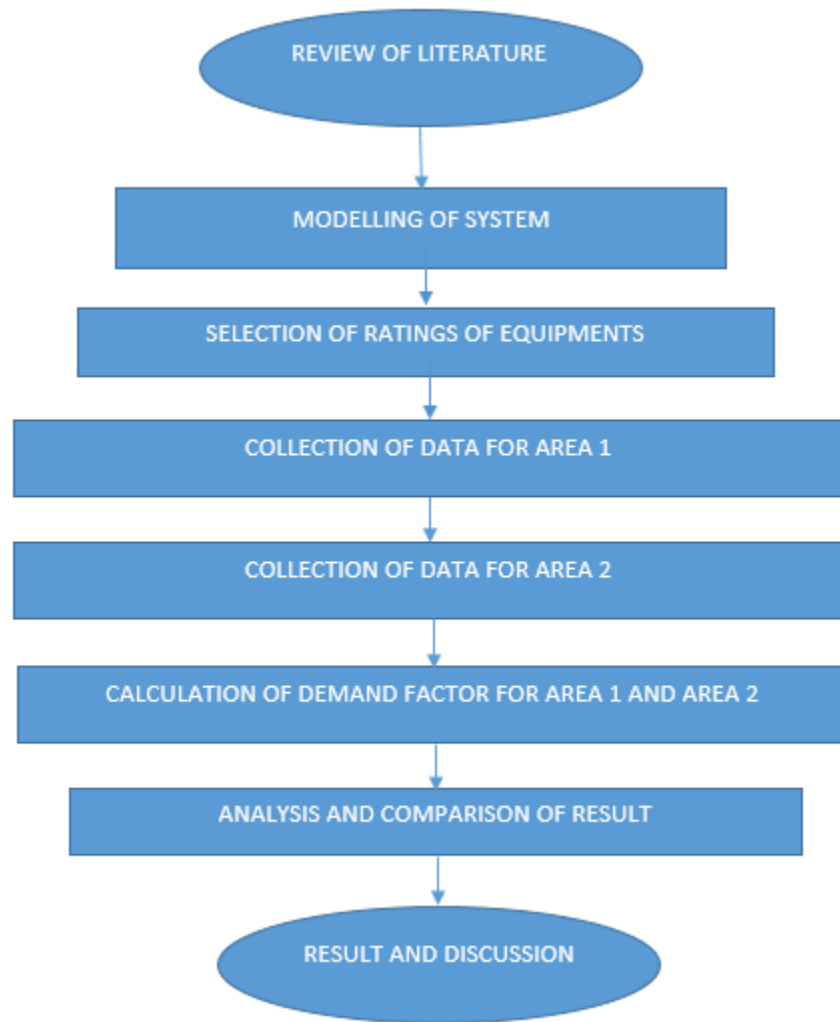 REVIEW OF LITERATURE
MODELLING OF SYSTEM
SELECTION OF RATINGS OF EQUIPMENTS
COLLECTION OF DATA FOR AREA 1
COLLECTION OF DATA FOR AREA 2
CALCULATION OF DEMAND FACTOR FOR AREA 1 AND AREA 2
ANALYSIS AND COMPARISON OF RESULT
RESULT AND DISCUSSION